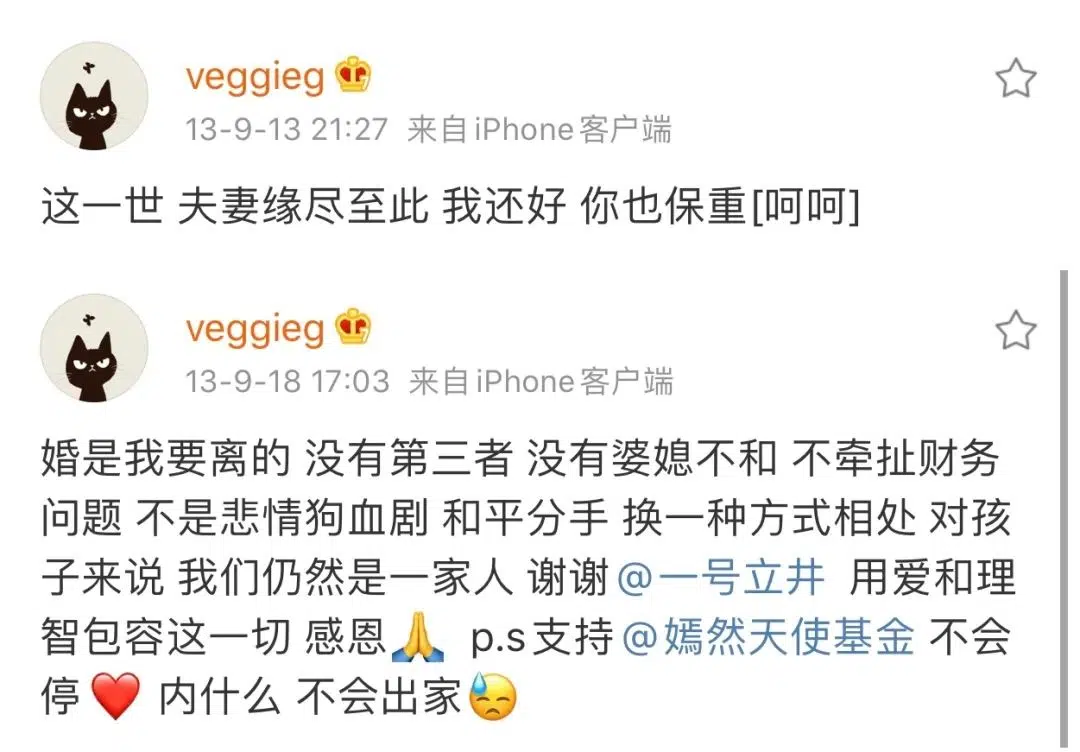 veggieg
13-9-13 21:27 来自iPhone客户端
这一世 夫妻缘尽至此 我还好 你也保重[呵呵]
veggieg
13-9-18 17:03 来自iPhone客户端
婚是我要离的 没有第三者 没有婆媳不和 不牵扯财务
问题 不是悲情狗血剧 和平分手 换一种方式相处 对孩
子来说 我们仍然是一家人 谢谢@一号立井 用爱和理
智包容这一切 感恩🙏 p.s支持@嫣然天使基金 不会
停❤️ 内什么 不会出家😓